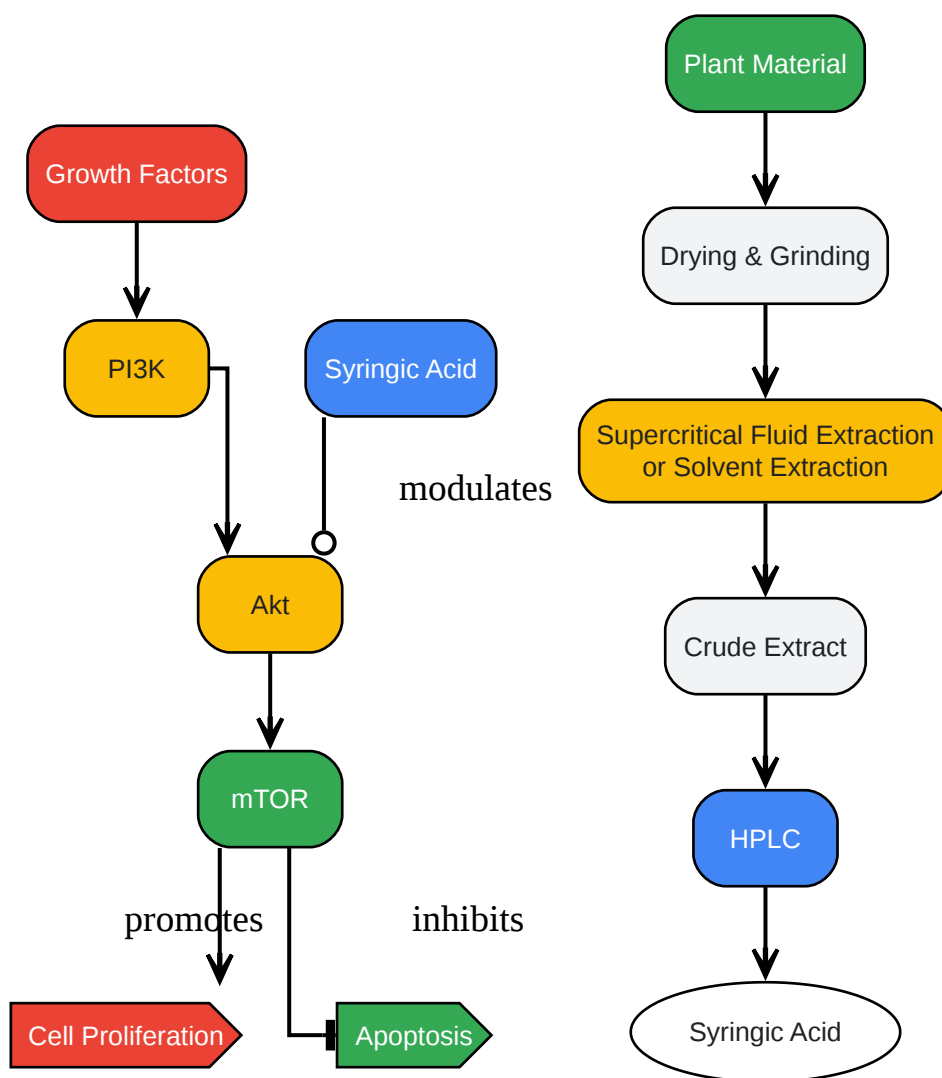 Growth Factors
PI3K
Syringic Acid
modulates
Akt
mTOR
promotes
inhibits
Cell Proliferation
Apoptosis
Plant Material
Drying & Grinding
Supercritical Fluid Extraction
or Solvent Extraction
Crude Extract
HPLC
Syringic Acid